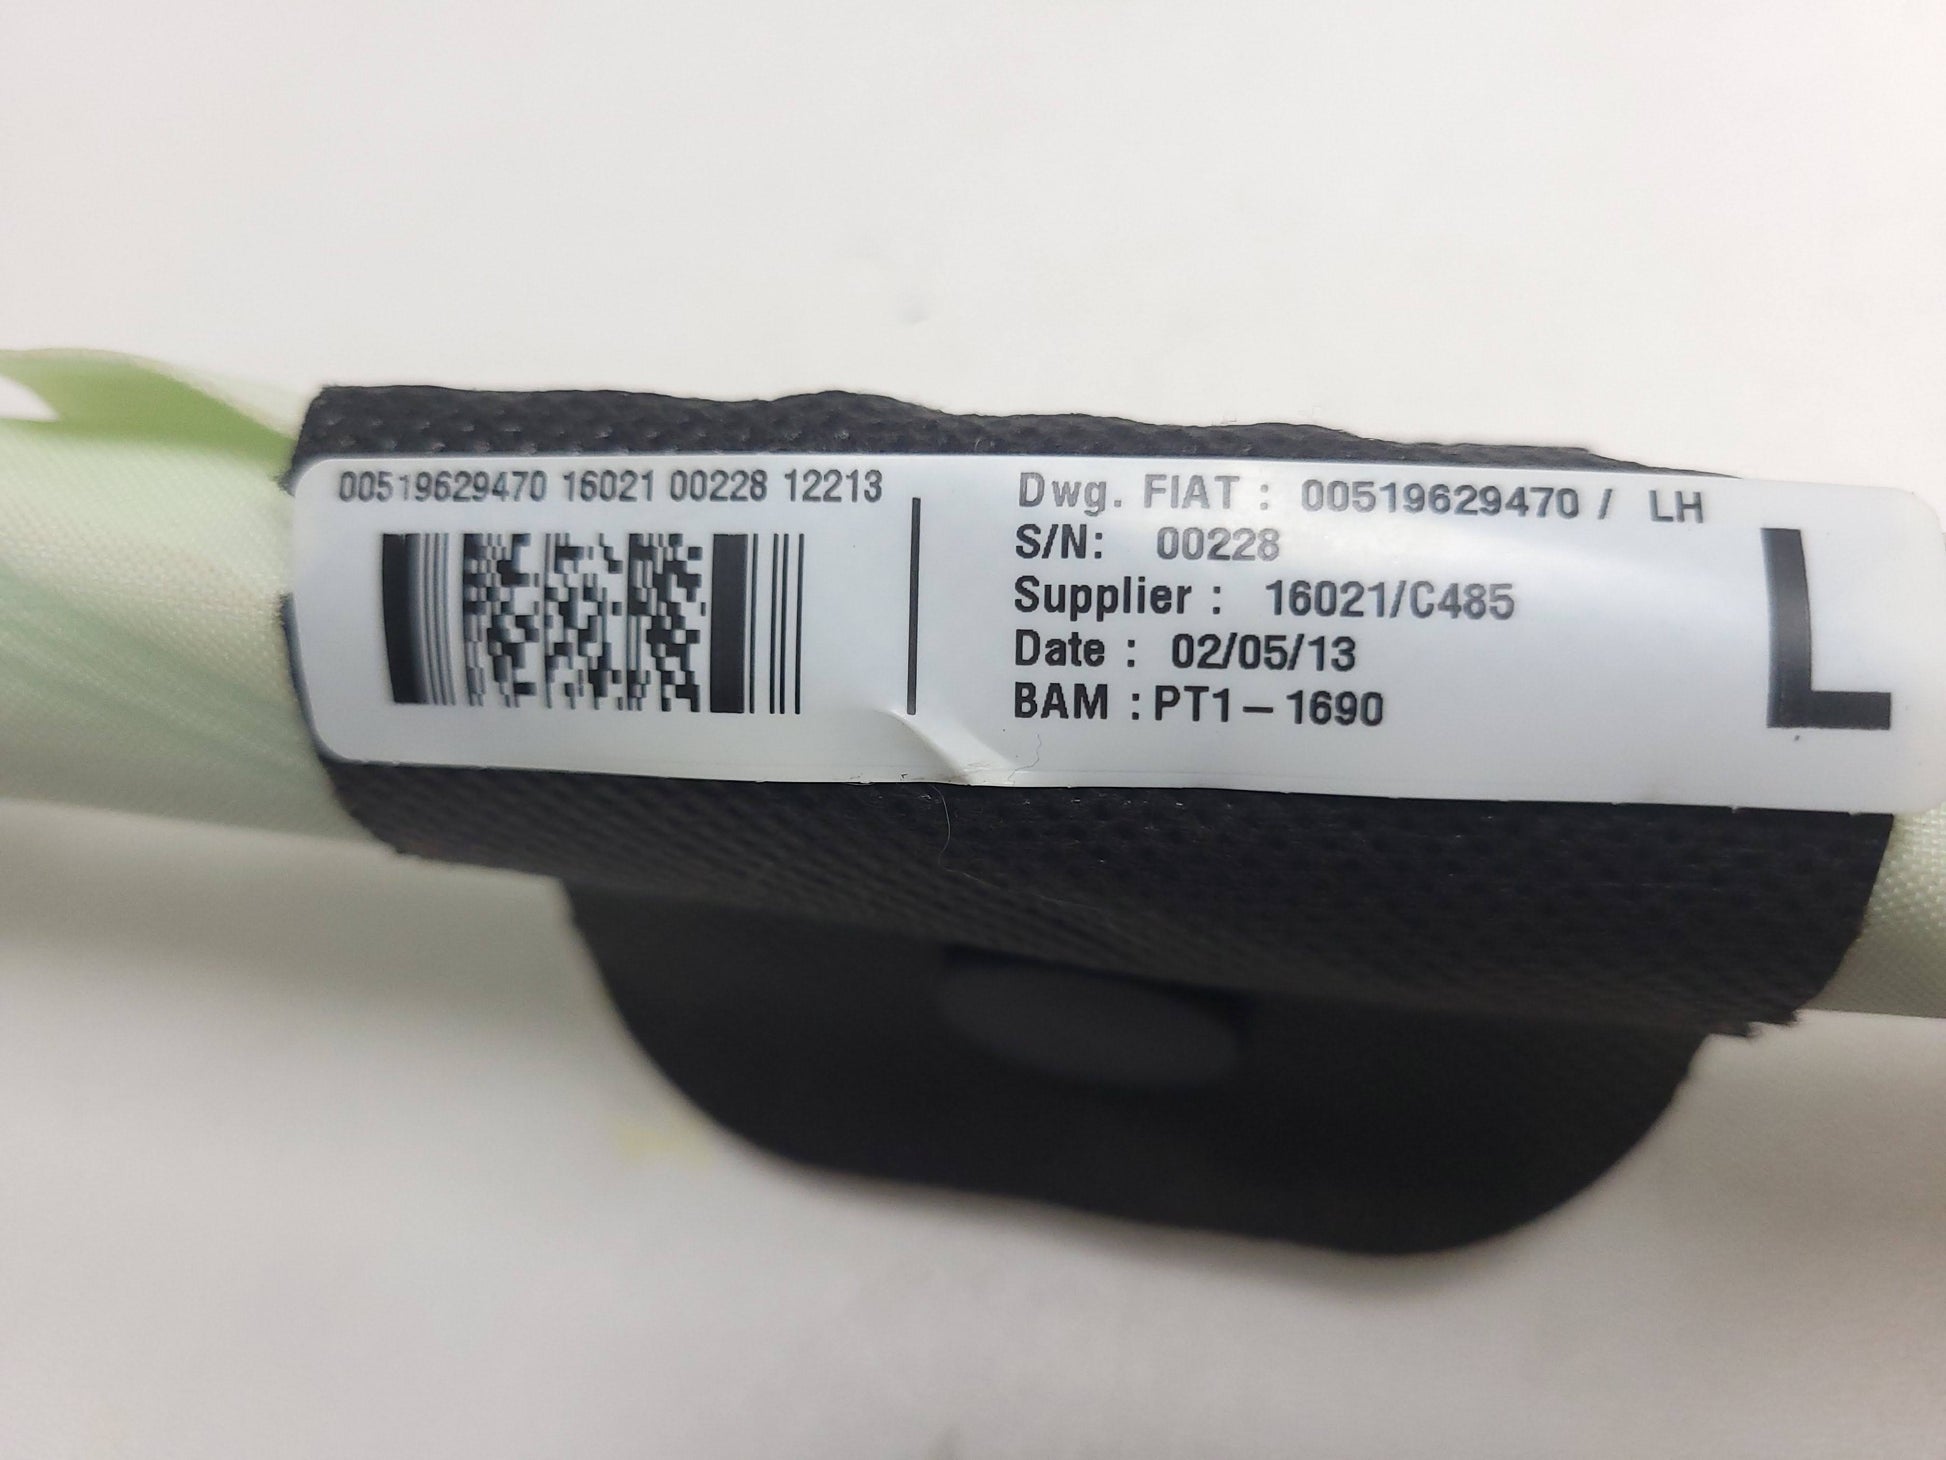 00519629470 16021 00228 12213
Dwg. FIAT : 00519629470 / LH
S/N: 00228
Supplier : 16021/C485
Date : 02/05/13
BAM : PT1-1690
L